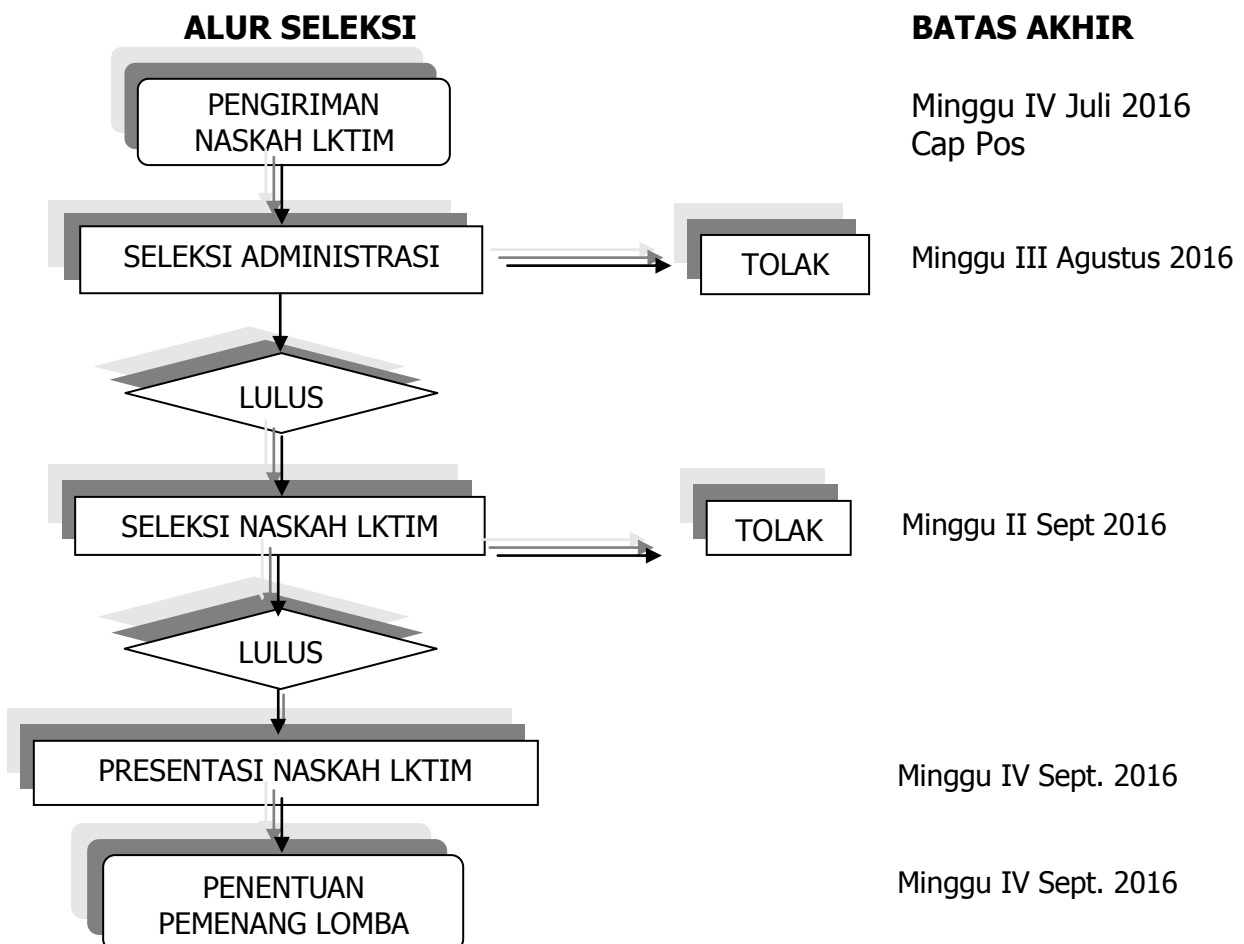 ALUR SELEKSI
BATAS AKHIR
PENGIRIMAN
NASKAH LKTIM
Minggu IV Juli 2016
Cap Pos
SELEKSI ADMINISTRASI
TOLAK
Minggu III Agustus 2016
LULUS
SELEKSI NASKAH LKTIM
TOLAK
Minggu II Sept 2016
LULUS
PRESENTASI NASKAH LKTIM
Minggu IV Sept. 2016
PENENTUAN
PEMENANG LOMBA
Minggu IV Sept. 2016